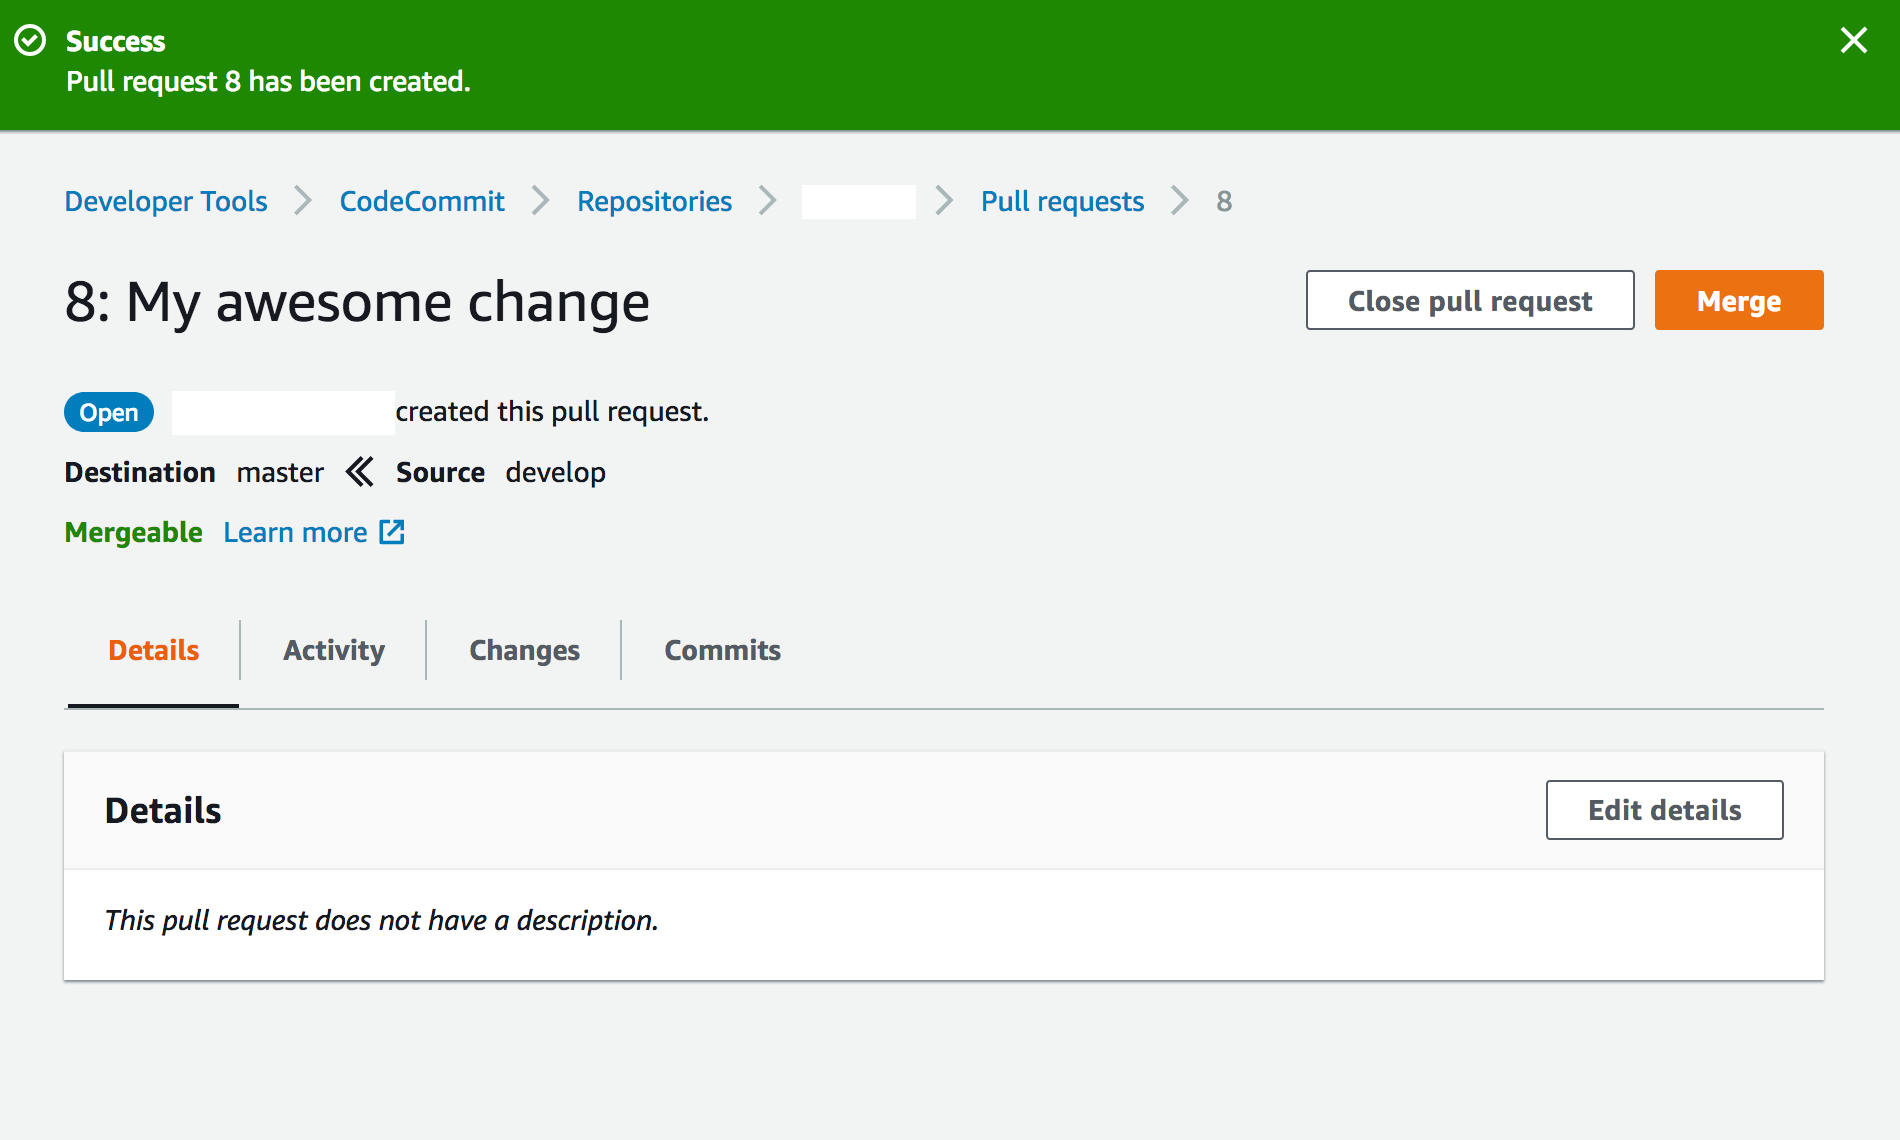 Success
Pull request 8 has been created.
Developer Tools CodeCommit Repositories Pull requests 8
8: My awesome change
Close pull request Merge
Open created this pull request.
Destination master Source develop
Mergeable Learn more
Details Activity Changes Commits
Details
Edit details
This pull request does not have a description.